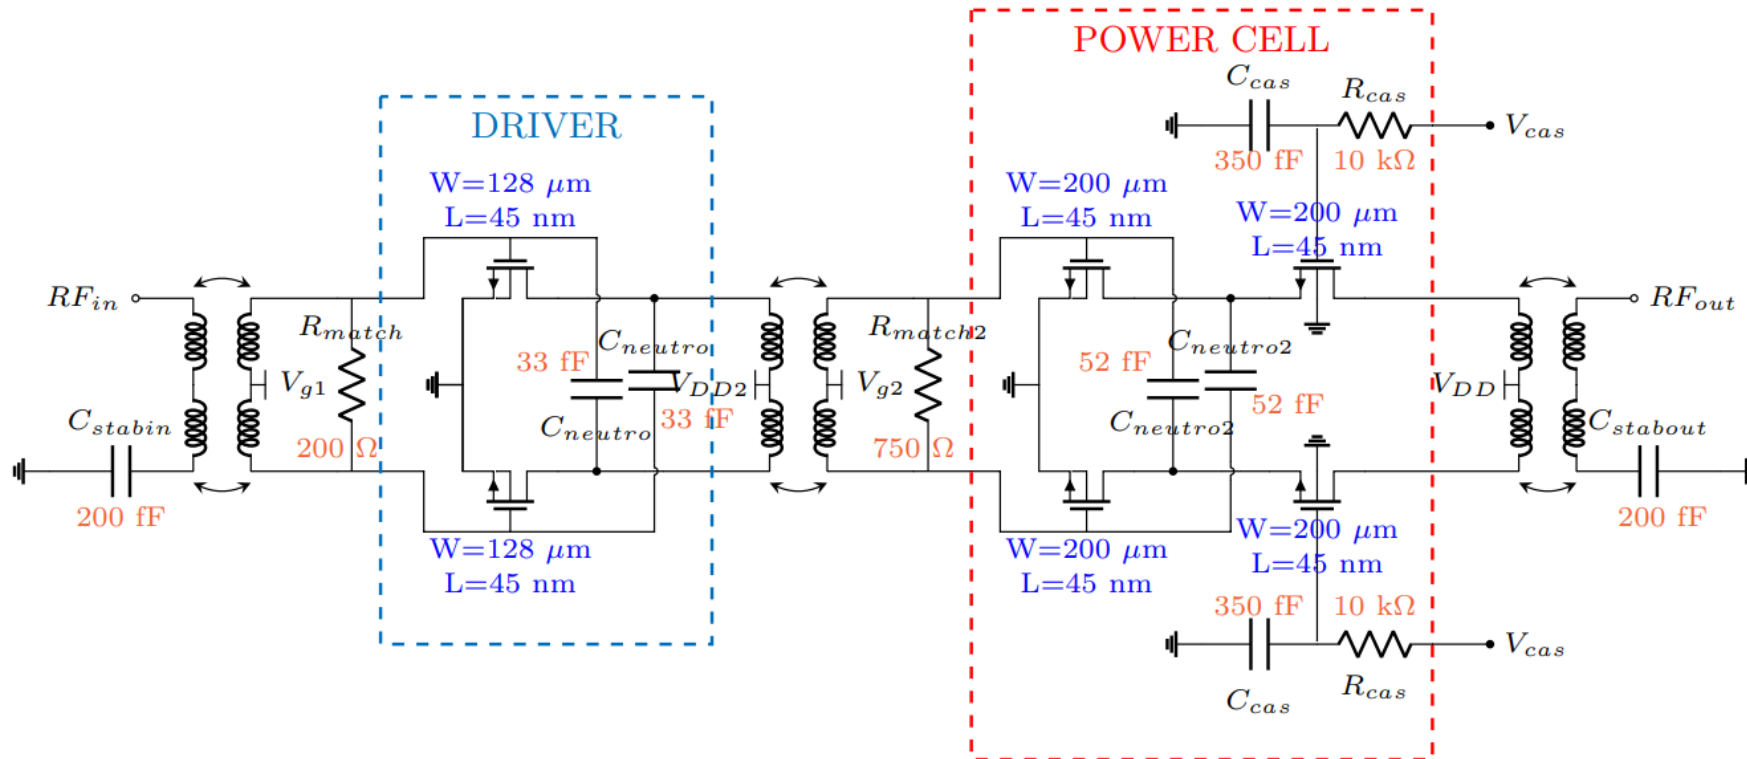 POWER CELL
C_cas
R_cas
V_cas
350 fF
10 kΩ
DRIVER
W=128 μm
L=45 nm
W=200 μm
L=45 nm
W=200 μm
L=45 nm
RF_in
RF_out
R_match
R_match2
C_neutro
C_neutro2
33 fF
52 fF
V_g1
V_DD2
V_g2
V_DD
C_stabin
C_neutro
33 fF
C_neutro2
52 fF
C_stabout
200 Ω
750 Ω
200 fF
200 fF
W=128 μm
L=45 nm
W=200 μm
L=45 nm
W=200 μm
L=45 nm
350 fF
10 kΩ
V_cas
C_cas
R_cas